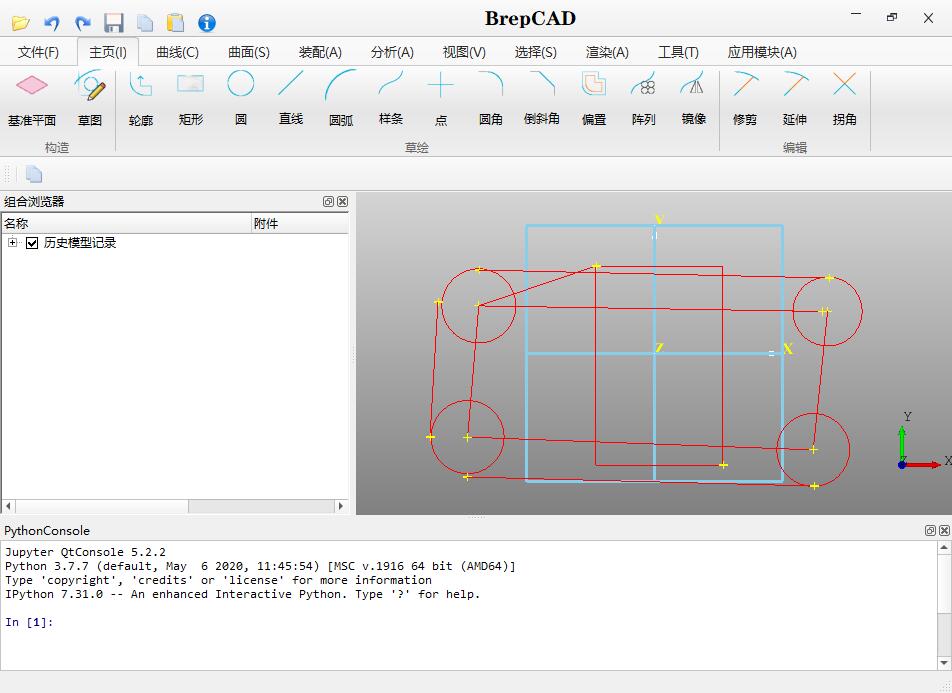 BrepCAD
文件(F) 主页(I) 曲线(C) 曲面(S) 装配(A) 分析(A) 视图(V) 选择(S) 渲染(A) 工具(T) 应用模块(A)
基准平面 草图 轮廓 矩形 圆 直线 圆弧 样条 点 圆角 倒斜角 偏置 阵列 镜像 修剪 延伸 拐角
构造 草绘 编辑
组合浏览器
名称 附件
历史模型记录
Y
Z X
Y
Z X
PythonConsole
Jupyter QtConsole 5.2.2
Python 3.7.7 (default, May  6 2020, 11:45:54) [MSC v.1916 64 bit (AMD64)]
Type 'copyright', 'credits' or 'license' for more information
IPython 7.31.0 -- An enhanced Interactive Python. Type '?' for help.
In [1]: